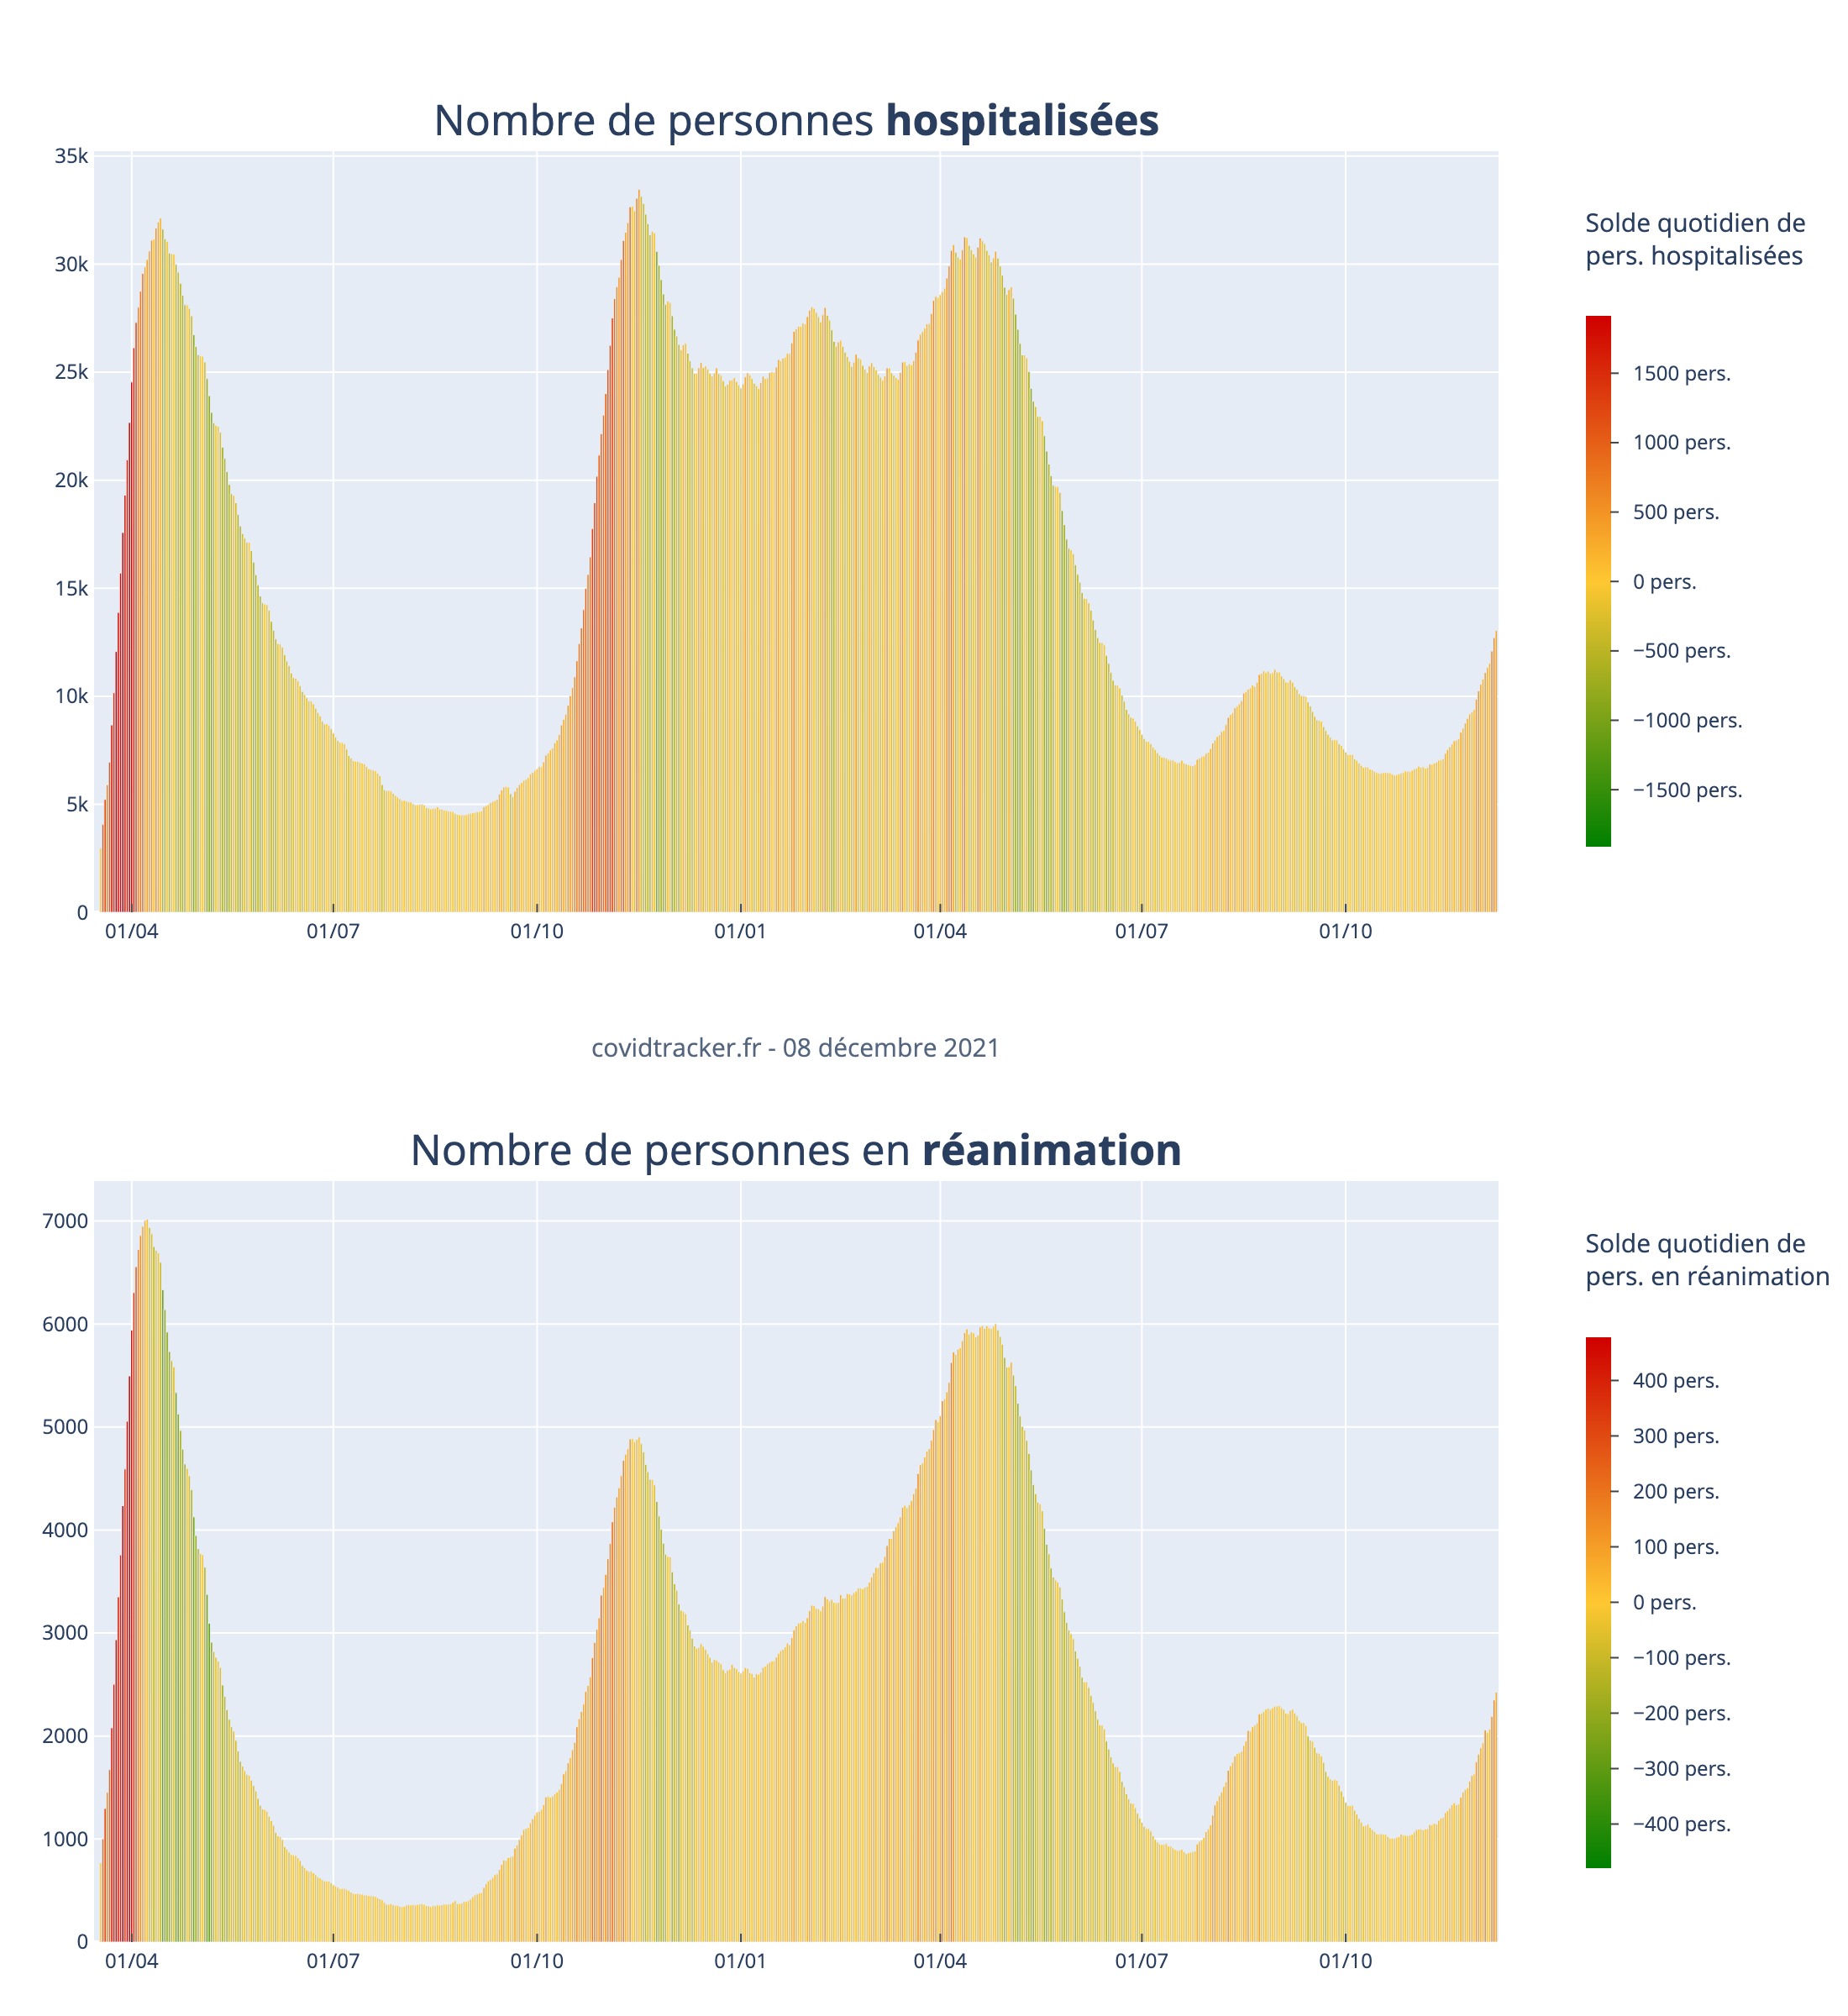 Nombre de personnes hospitalisées
35k
30k
25k
20k
15k
10k
5k
0
01/04 01/07 01/10 01/01 01/04 01/07 01/10
Solde quotidien de
pers. hospitalisées
1500 pers.
1000 pers.
500 pers.
0 pers.
−500 pers.
−1000 pers.
−1500 pers.
covidtracker.fr - 08 décembre 2021
Nombre de personnes en réanimation
7000
6000
5000
4000
3000
2000
1000
0
01/04 01/07 01/10 01/01 01/04 01/07 01/10
Solde quotidien de
pers. en réanimation
400 pers.
300 pers.
200 pers.
100 pers.
0 pers.
−100 pers.
−200 pers.
−300 pers.
−400 pers.